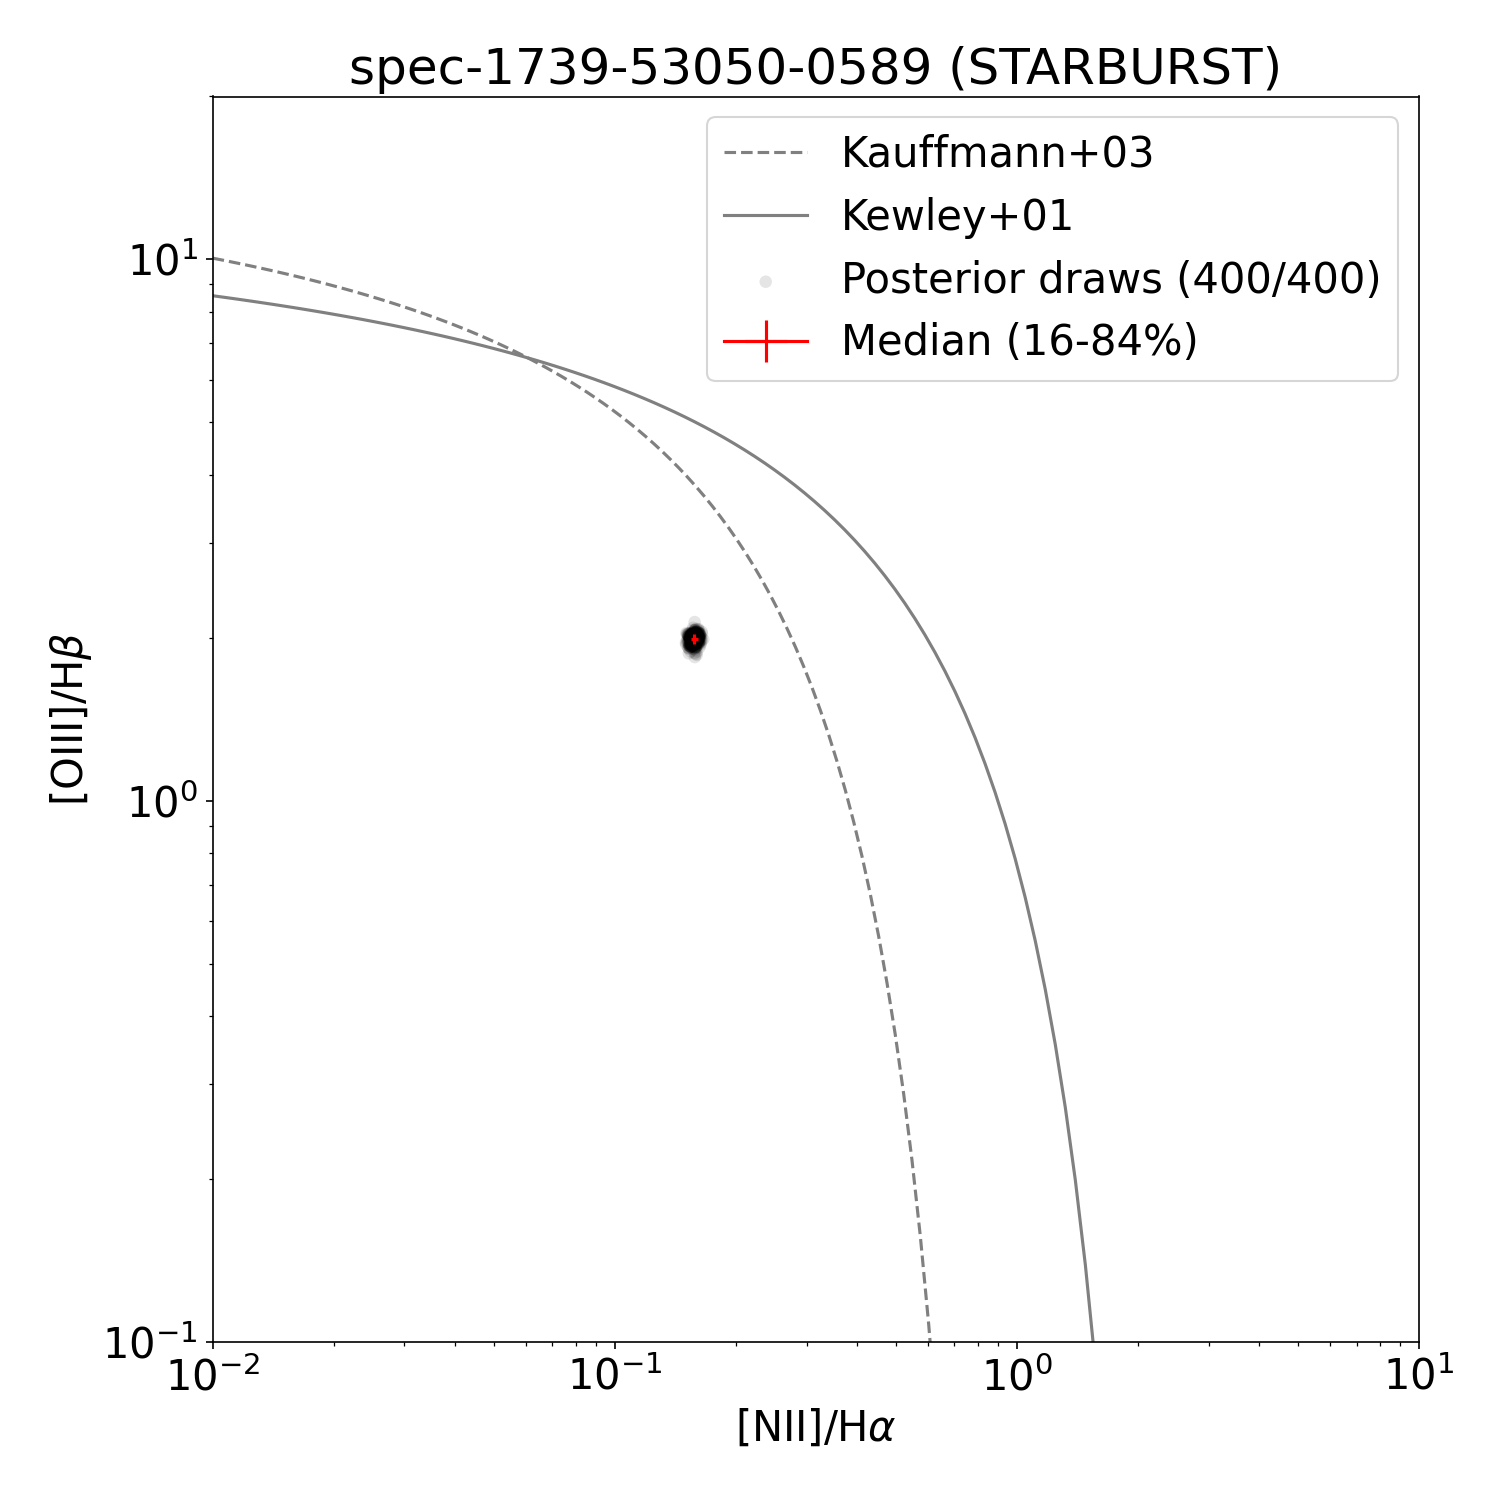 spec-1739-53050-0589 (STARBURST)
Kauffmann+03
Kewley+01
Posterior draws (400/400)
Median (16-84%)
[OIII]/Hβ
10¹
10⁰
10⁻¹
10⁻²
10⁻¹
10⁰
10¹
[NII]/Hα